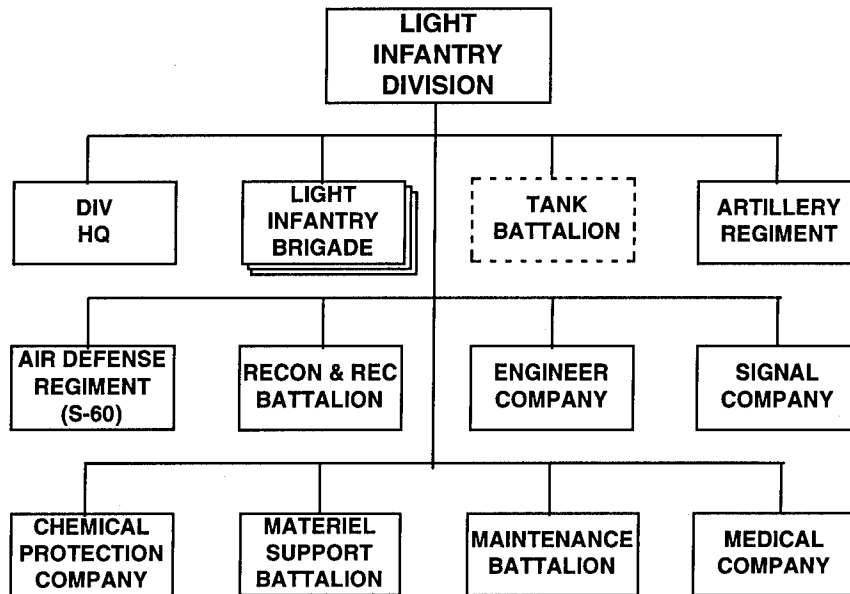 LIGHT
INFANTRY
DIVISION
DIV
HQ
LIGHT
INFANTRY
BRIGADE
TANK
BATTALION
ARTILLERY
REGIMENT
AIR DEFENSE
REGIMENT
(S-60)
RECON & REC
BATTALION
ENGINEER
COMPANY
SIGNAL
COMPANY
CHEMICAL
PROTECTION
COMPANY
MATERIEL
SUPPORT
BATTALION
MAINTENANCE
BATTALION
MEDICAL
COMPANY